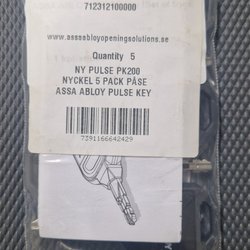 712312100000
www.assaabloyopeningsolutions.se
Quantity 5
NY PULSE PK200
NYCKEL 5 PACK PÅSE
ASSA ABLOY PULSE KEY
7391166642429